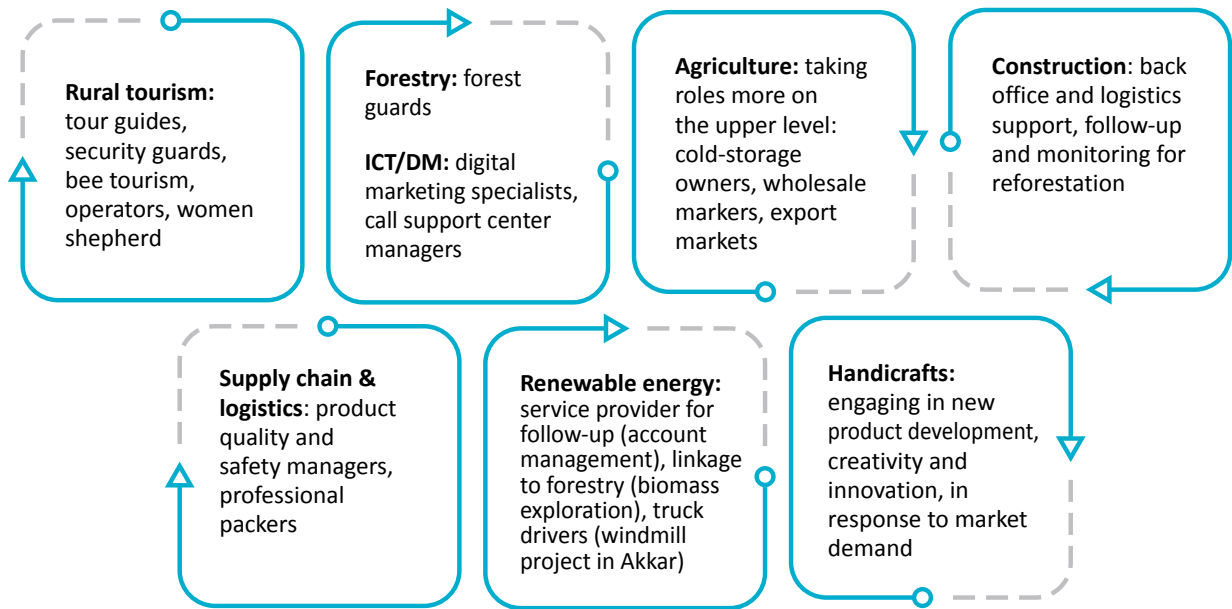 Rural tourism:
tour guides,
security guards,
bee tourism,
operators, women
shepherd
Forestry: forest
guards
ICT/DM: digital
marketing specialists,
call support center
managers
Agriculture: taking
roles more on
the upper level:
cold-storage
owners, wholesale
markers, export
markets
Construction: back
office and logistics
support, follow-up
and monitoring for
reforestation
Supply chain &
logistics: product
quality and
safety managers,
professional
packers
Renewable energy:
service provider for
follow-up (account
management), linkage
to forestry (biomass
exploration), truck
drivers (windmill
project in Akkar)
Handicrafts:
engaging in new
product development,
creativity and
innovation, in
response to market
demand